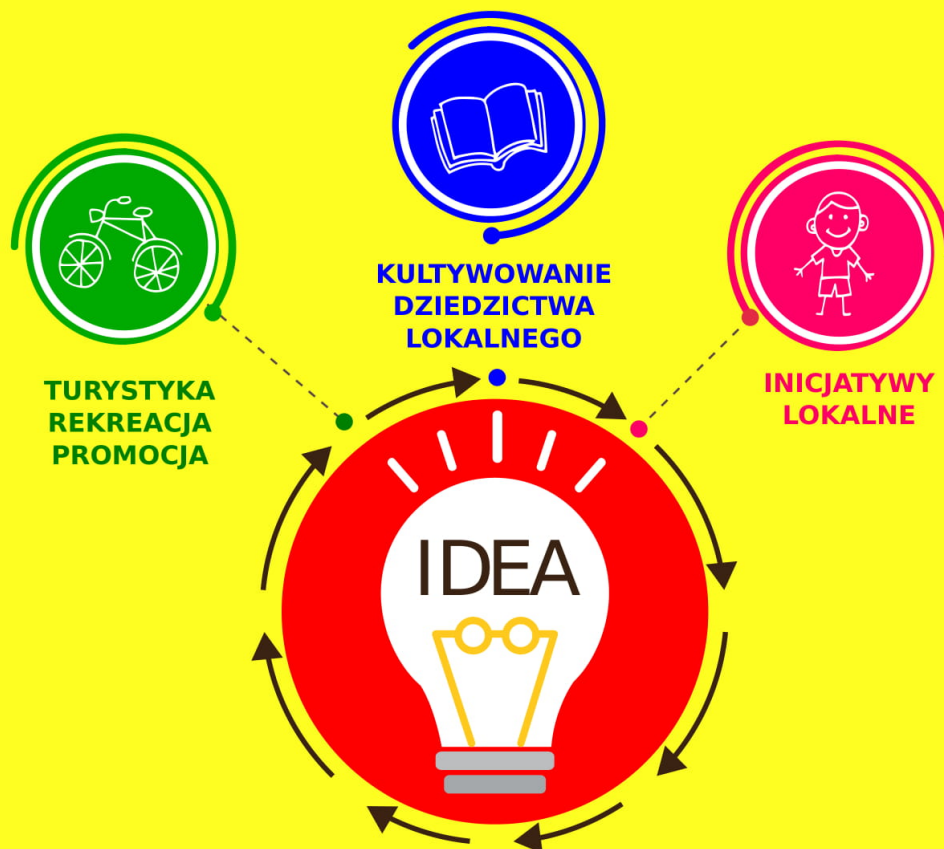 KULTYWOWANIE
DZIEDZICTWA
LOKALNEGO
TURYSTYKA
REKREACJA
PROMOCJA
INICJATYWY
LOKALNE
IDEA